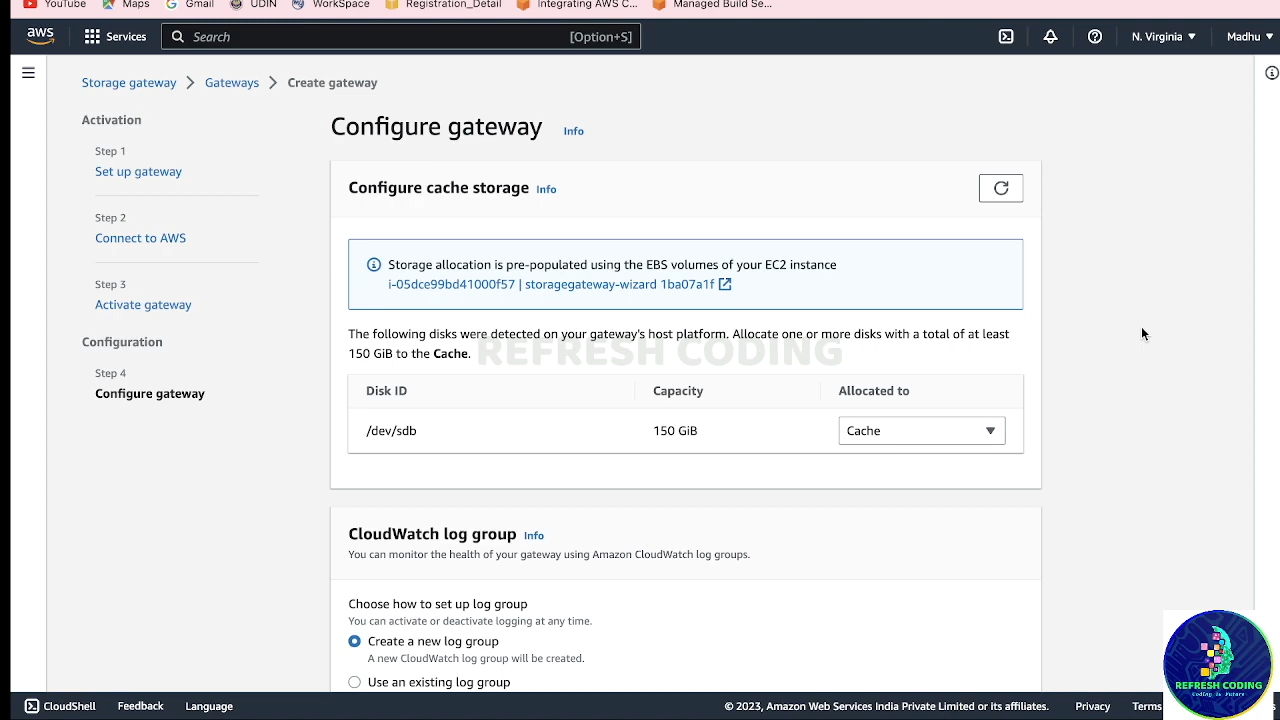 YouTube
Maps
Gmail
UDIN
WorkSpace
Registration_Detail
Integrating AWS C...
Managed Build Se...
aws
Services
Search
[Option+S]
N. Virginia
Madhu
Storage gateway
Gateways
Create gateway
Activation
Step 1
Set up gateway
Step 2
Connect to AWS
Step 3
Activate gateway
Configuration
Step 4
Configure gateway
Configure gateway Info
Configure cache storage Info
Storage allocation is pre-populated using the EBS volumes of your EC2 instance
i-05dce99bd41000f57 | storagegateway-wizard 1ba07a1f
The following disks were detected on your gateway's host platform. Allocate one or more disks with a total of at least
150 GiB to the Cache.
REFRESH CODING
Disk ID
Capacity
Allocated to
/dev/sdb
150 GiB
Cache
CloudWatch log group Info
You can monitor the health of your gateway using Amazon CloudWatch log groups.
Choose how to set up log group
You can activate or deactivate logging at any time.
Create a new log group
A new CloudWatch log group will be created.
Use an existing log group
CloudShell
Feedback
Language
© 2023, Amazon Web Services India Private Limited or its affiliates.
Privacy
Terms
REFRESH CODING
Coding is Future